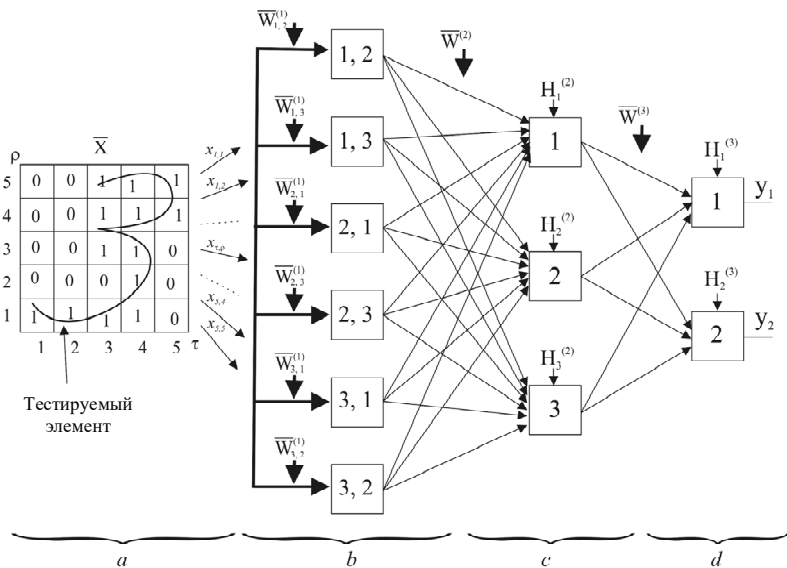 W̅₁,₂⁽¹⁾
1, 2
W̅⁽²⁾
H₁⁽²⁾
W̅⁽³⁾
X̅
W̅₁,₃⁽¹⁾
1, 3
1
H₁⁽³⁾
ρ
x₁,₁
5 0 0 1 1 1
x₁,₂
W̅₂,₁⁽¹⁾
1
y₁
4 0 0 1 1 1
2, 1
H₂⁽²⁾
3 0 0 1 1 0
xτ,ρ
W̅₂,₃⁽¹⁾
2
H₂⁽³⁾
2 0 0 0 1 0
x₅,₄
2, 3
2
y₂
1 1 1 1 1 0
x₅,₅
1 2 3 4 5 τ
W̅₃,₁⁽¹⁾
H₃⁽²⁾
3, 1
3
Тестируемый
элемент
W̅₃,₂⁽¹⁾
3, 2
a b c d